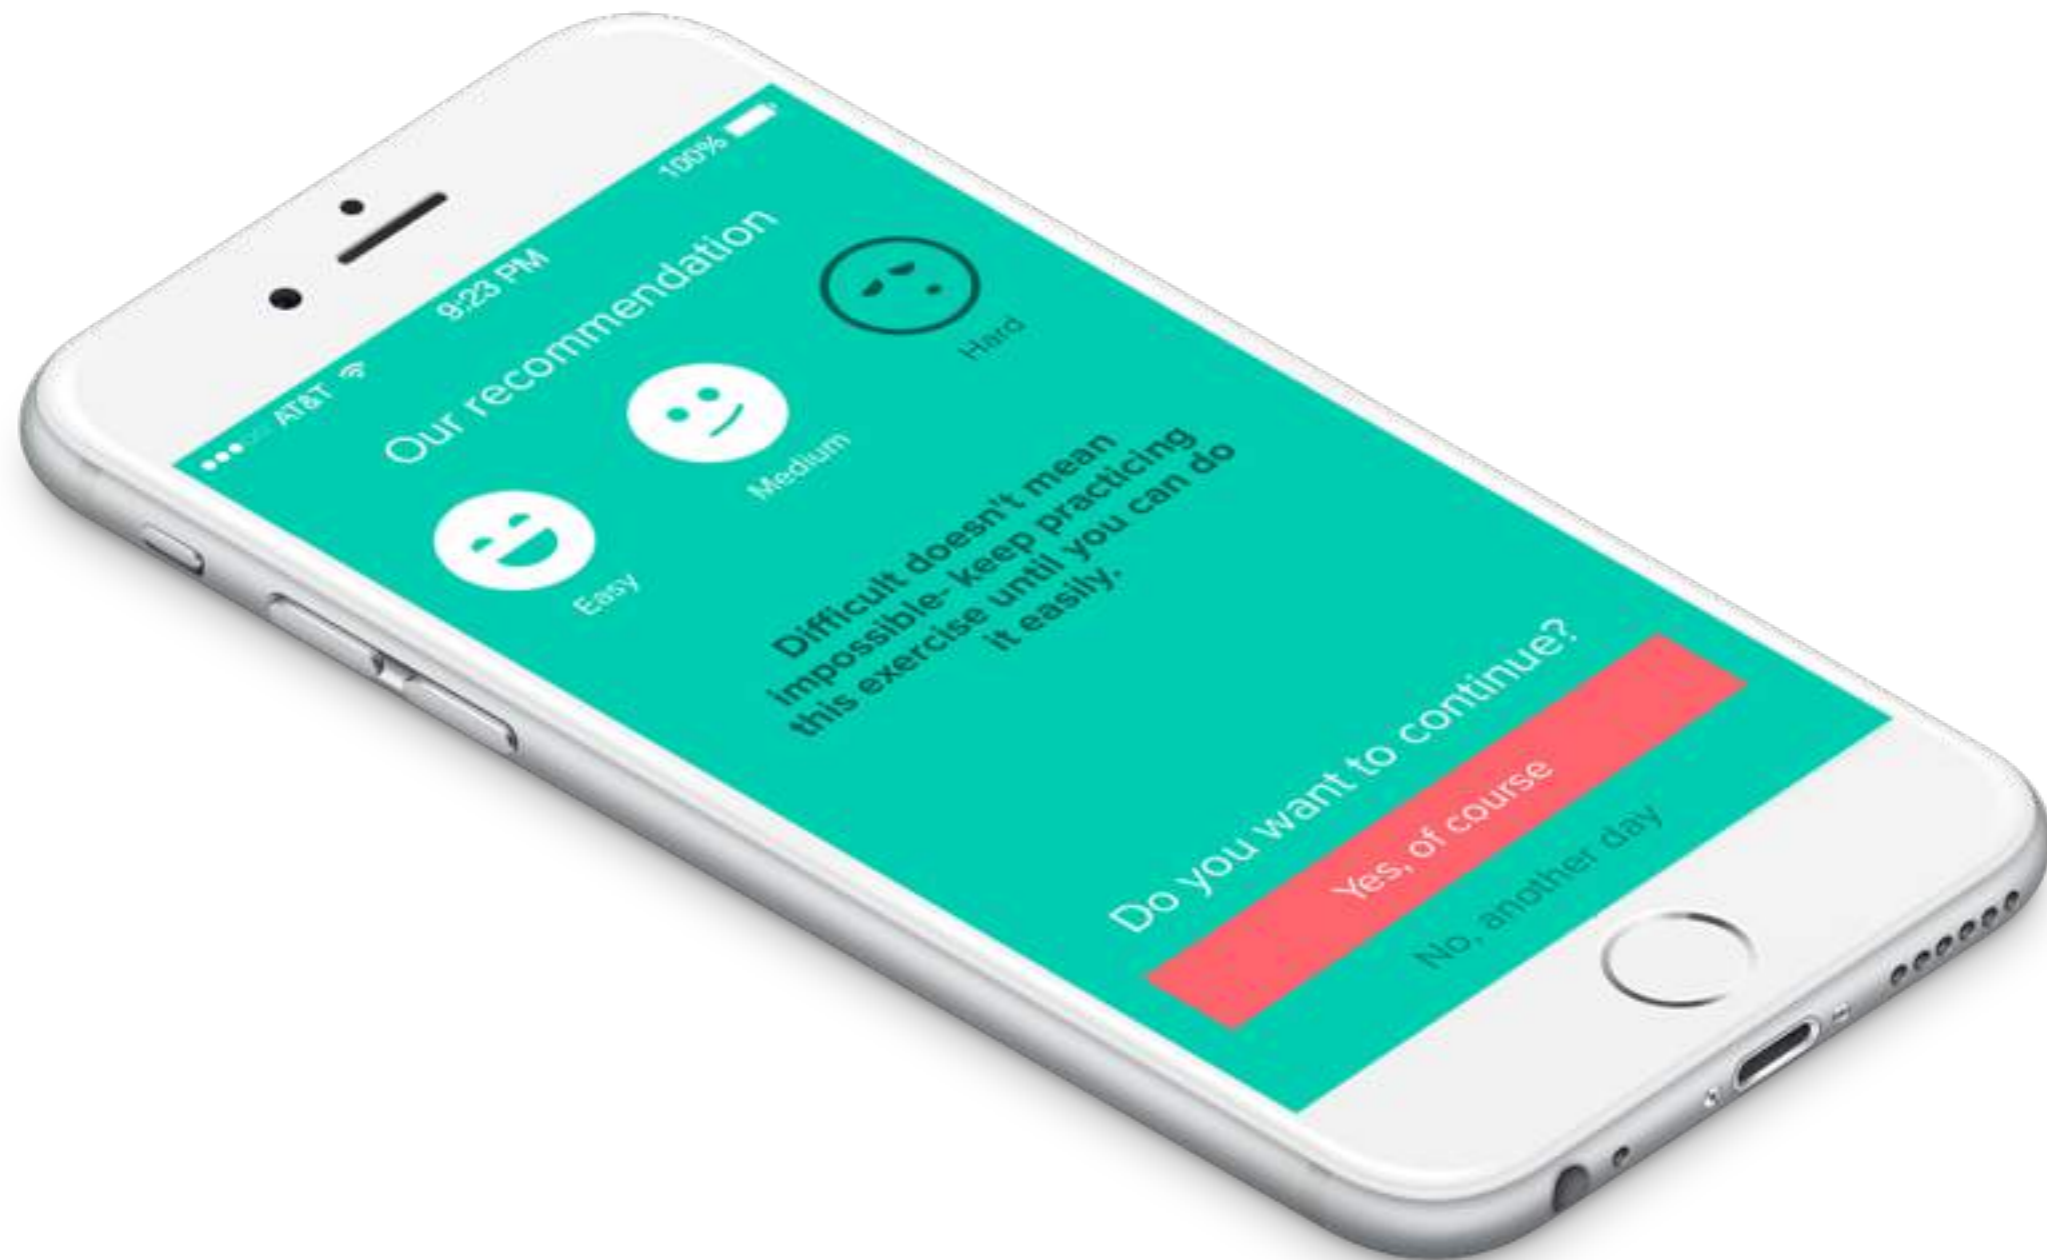 AT&T 9:23 PM 100%
Our recommendation
Easy Medium Hard
Difficult doesn't mean
impossible- keep practicing
this exercise until you can do
it easily.
Do you want to continue?
Yes, of course
No, another day